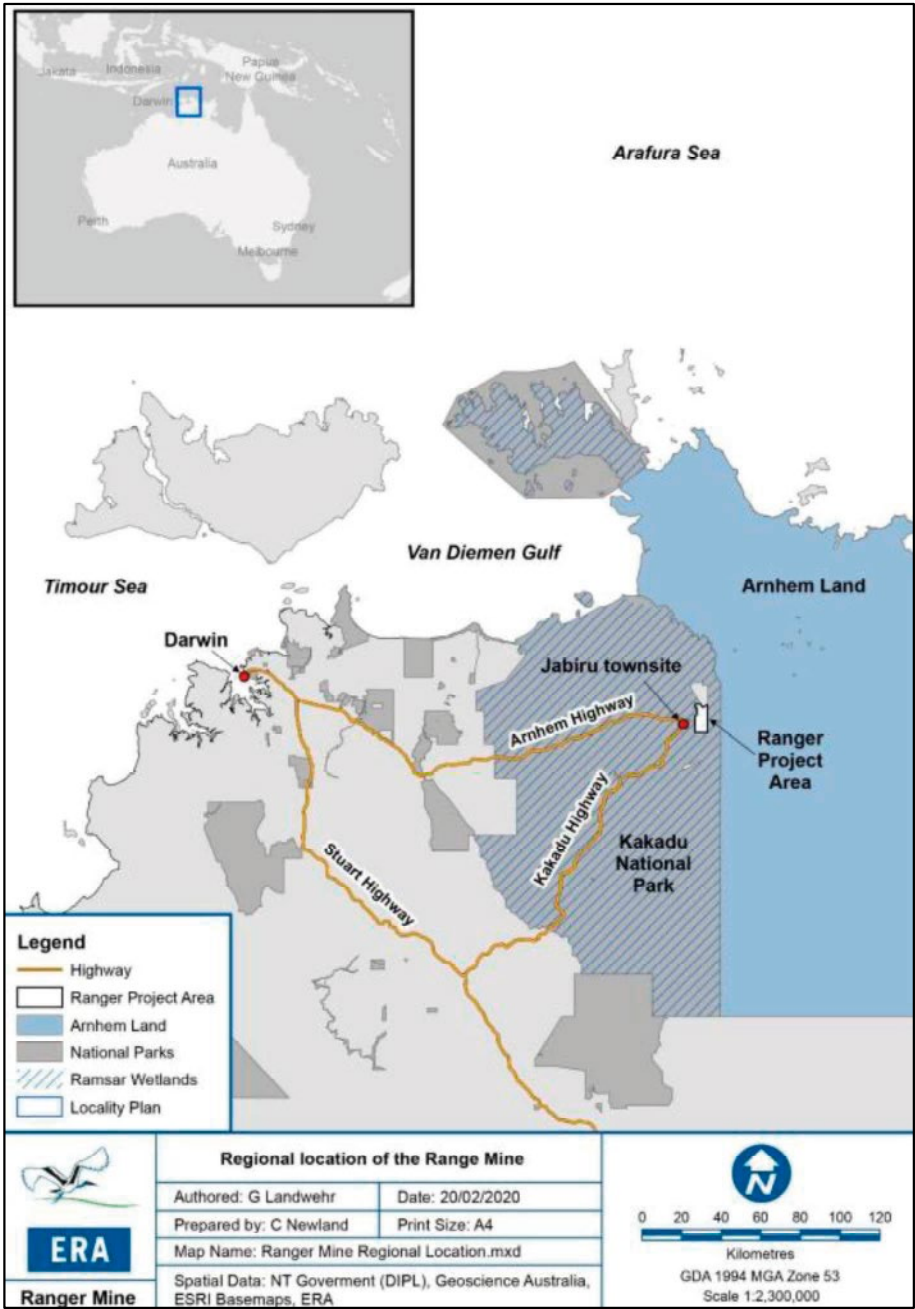 Papua
New Guinea
Indonesia
Jakata
Darwin
Australia
Perth
Sydney
Melbourne
Arafura Sea
Van Diemen Gulf
Timour Sea
Arnhem Land
Darwin
Jabiru townsite
Arnhem Highway
Ranger
Project
Area
Kakadu Highway
Kakadu
National
Park
Stuart Highway
Legend
Highway
Ranger Project Area
Arnhem Land
National Parks
Ramsar Wetlands
Locality Plan
ERA
Ranger Mine
Regional location of the Range Mine
Authored: G Landwehr
Date: 20/02/2020
Prepared by: C Newland
Print Size: A4
Map Name: Ranger Mine Regional Location.mxd
Spatial Data: NT Goverment (DIPL), Geoscience Australia,
ESRI Basemaps, ERA
N
0 20 40 60 80 100 120
Kilometres
GDA 1994 MGA Zone 53
Scale 1:2,300,000